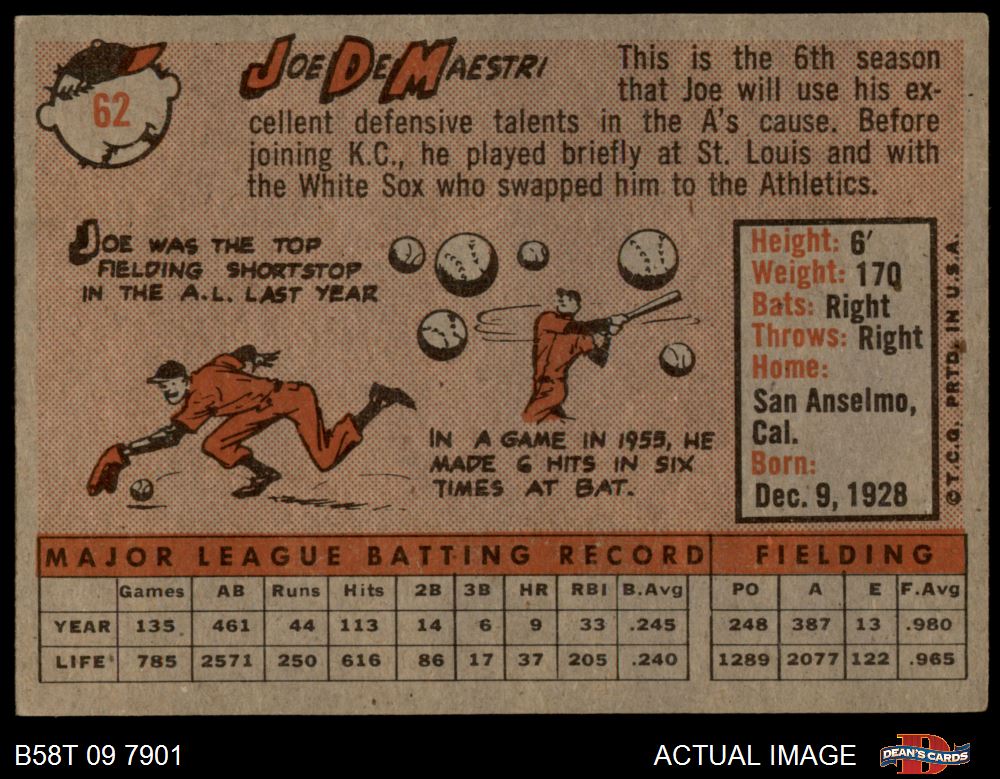 62
JOE DE MAESTRI
This is the 6th season
that Joe will use his ex-
cellent defensive talents in the A's cause. Before
joining K.C., he played briefly at St. Louis and with
the White Sox who swapped him to the Athletics.
JOE WAS THE TOP
FIELDING SHORTSTOP
IN THE A.L. LAST YEAR
IN A GAME IN 1955, HE
MADE 6 HITS IN SIX
TIMES AT BAT.
Height: 6'
Weight: 170
Bats: Right
Throws: Right
Home:
San Anselmo,
Cal.
Born:
Dec. 9, 1928
© T.C.G. PRTD. IN U.S.A.
MAJOR LEAGUE BATTING RECORD FIELDING
Games AB Runs Hits 2B 3B HR RBI B.Avg PO A E F.Avg
YEAR 135 461 44 113 14 6 9 33 .245 248 387 13 .980
LIFE 785 2571 250 616 86 17 37 205 .240 1289 2077 122 .965
B58T 09 7901
ACTUAL IMAGE
D
DEAN'S CARDS